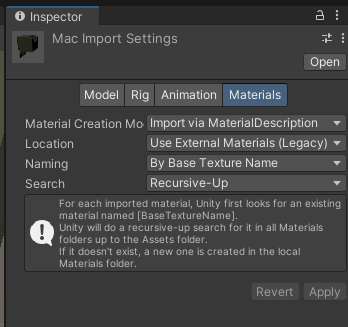 Inspector
Mac Import Settings
Open
Model Rig Animation Materials
Material Creation Mo Import via MaterialDescription
Location Use External Materials (Legacy)
Naming By Base Texture Name
Search Recursive-Up
For each imported material, Unity first looks for an existing
material named [BaseTextureName].
Unity will do a recursive-up search for it in all Materials
folders up to the Assets folder.
If it doesn't exist, a new one is created in the local
Materials folder.
Revert Apply